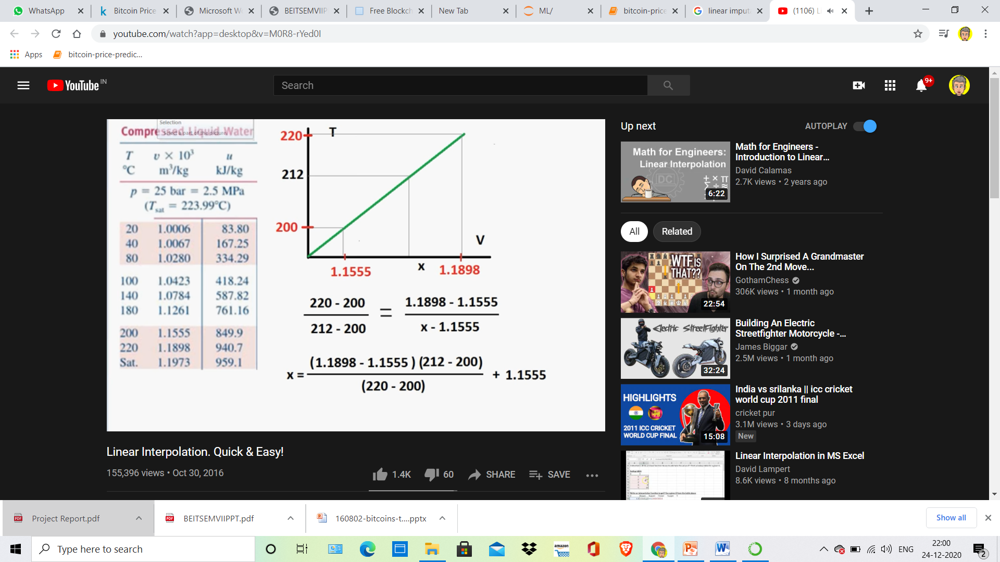 WhatsApp
Bitcoin Price
Microsoft W
BEITSEMVIIP
Free Blockch
New Tab
ML/
bitcoin-price
linear imput
(1106) L
youtube.com/watch?app=desktop&v=M0R8-rYed0I
Apps
bitcoin-price-predic...
YouTube IN
Search
9+
Selection
Compressed Liquid Water
Select a part of the picture.
T υ × 10³ u
°C m³/kg kJ/kg
p = 25 bar = 2.5 MPa
(Tsat = 223.99°C)
20 1.0006 83.80
40 1.0067 167.25
80 1.0280 334.29
100 1.0423 418.24
140 1.0784 587.82
180 1.1261 761.16
200 1.1555 849.9
220 1.1898 940.7
Sat. 1.1973 959.1
T
220
212
200
V
1.1555
x
1.1898
220 - 200 = 1.1898 - 1.1555
212 - 200 x - 1.1555
x = (1.1898 - 1.1555 ) (212 - 200) + 1.1555
(220 - 200)
Linear Interpolation. Quick & Easy!
155,396 views • Oct 30, 2016
1.4K
60
SHARE
SAVE
Up next
AUTOPLAY
Math for Engineers:
Linear Interpolation
DC
6:22
Math for Engineers -
Introduction to Linear...
David Calamas
2.7K views • 2 years ago
All
Related
WTF IS
THAT??
22:54
How I Surprised A Grandmaster
On The 2nd Move...
GothamChess
306K views • 1 month ago
Electric StreetFighter
32:24
Building An Electric
Streetfighter Motorcycle -...
James Biggar
2.5M views • 1 month ago
HIGHLIGHTS
2011 ICC CRICKET
WORLD CUP FINAL
15:08
India vs srilanka || icc cricket
world cup 2011 final
cricket pur
3.1M views • 3 days ago
New
Linear Interpolation in MS Excel
David Lampert
8.6K views • 8 months ago
Project Report.pdf
BEITSEMVIIPPT.pdf
160802-bitcoins-t....pptx
Show all
Type here to search
amazon
ENG
22:00
24-12-2020
2